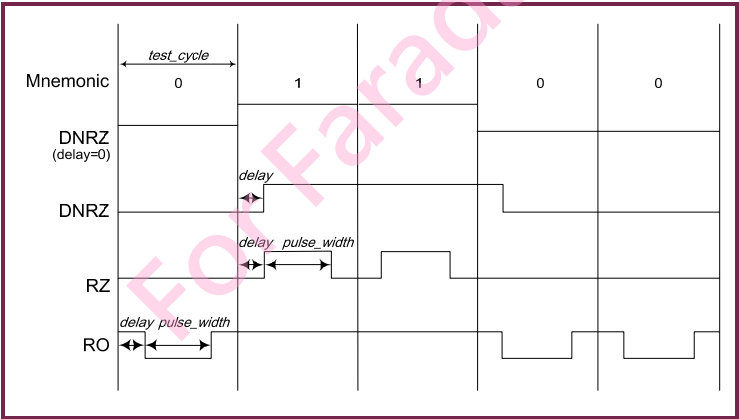 test_cycle
Mnemonic 0 1 1 0 0
DNRZ
(delay=0)
delay
DNRZ
delay pulse_width
RZ
delay pulse_width
RO
For Farad